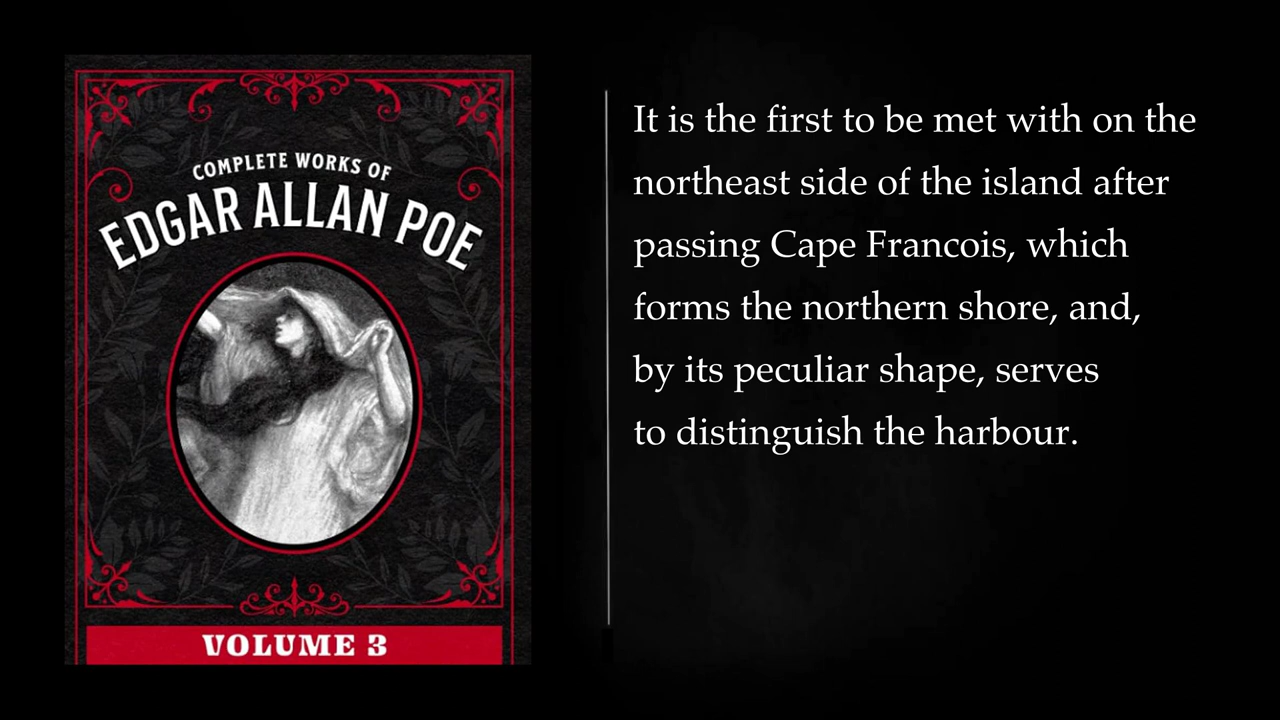 COMPLETE WORKS OF
EDGAR ALLAN POE
VOLUME 3
It is the first to be met with on the
northeast side of the island after
passing Cape Francois, which
forms the northern shore, and,
by its peculiar shape, serves
to distinguish the harbour.